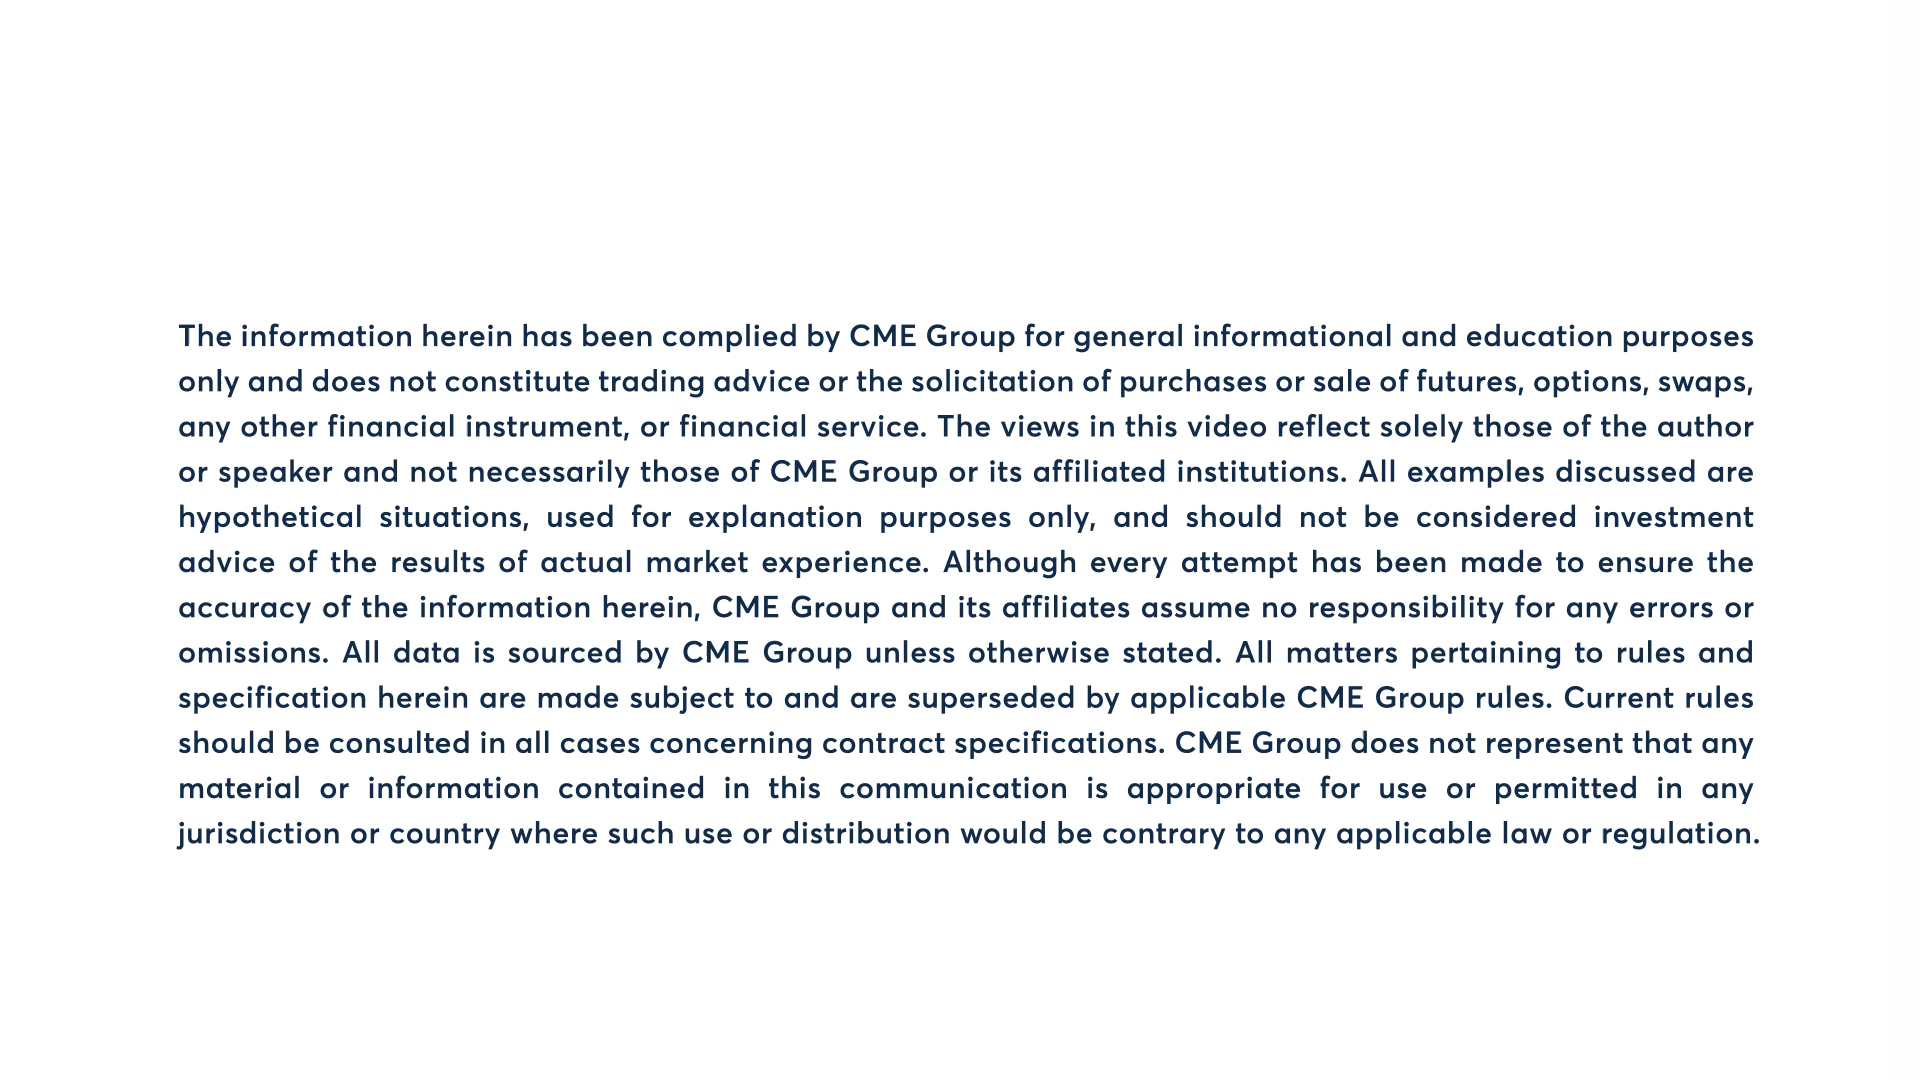 The information herein has been complied by CME Group for general informational and education purposes
only and does not constitute trading advice or the solicitation of purchases or sale of futures, options, swaps,
any other financial instrument, or financial service. The views in this video reflect solely those of the author
or speaker and not necessarily those of CME Group or its affiliated institutions. All examples discussed are
hypothetical situations, used for explanation purposes only, and should not be considered investment
advice of the results of actual market experience. Although every attempt has been made to ensure the
accuracy of the information herein, CME Group and its affiliates assume no responsibility for any errors or
omissions. All data is sourced by CME Group unless otherwise stated. All matters pertaining to rules and
specification herein are made subject to and are superseded by applicable CME Group rules. Current rules
should be consulted in all cases concerning contract specifications. CME Group does not represent that any
material or information contained in this communication is appropriate for use or permitted in any
jurisdiction or country where such use or distribution would be contrary to any applicable law or regulation.